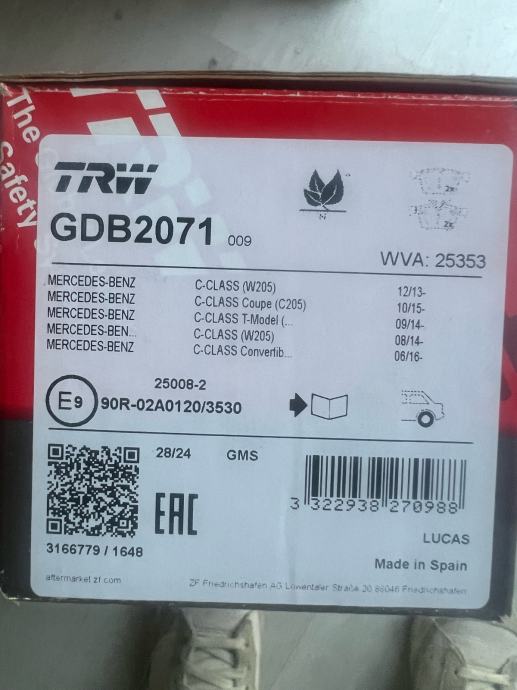 The
Safety
TRW
GDB2071 009
WVA: 25353
MERCEDES-BENZ C-CLASS (W205) 12/13-
MERCEDES-BENZ C-CLASS Coupe (C205) 10/15-
MERCEDES-BENZ C-CLASS T-Model (... 09/14-
MERCEDES-BEN... C-CLASS (W205) 08/14-
MERCEDES-BENZ C-CLASS Convertib... 06/16-
25008-2
E9 90R-02A0120/3530
28/24 GMS
EAC
3 322938 270988
3166779 / 1648
LUCAS
Made in Spain
aftermarket.zf.com
ZF Friedrichshafen AG Löwentaler Straße 20 88046 Friedrichshafen